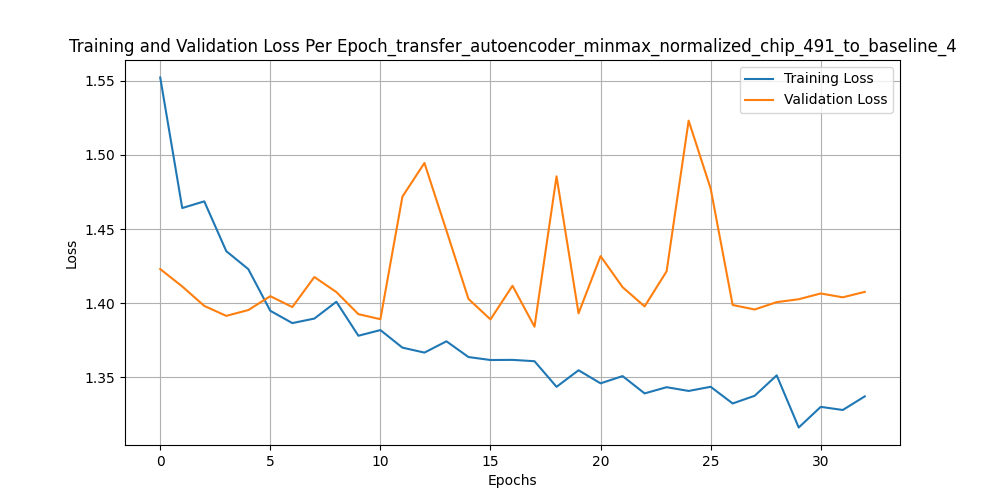 Training and Validation Loss Per Epoch_transfer_autoencoder_minmax_normalized_chip_491_to_baseline_4
Training Loss
Validation Loss
1.55
1.50
1.45
1.40
1.35
Loss
0 5 10 15 20 25 30
Epochs